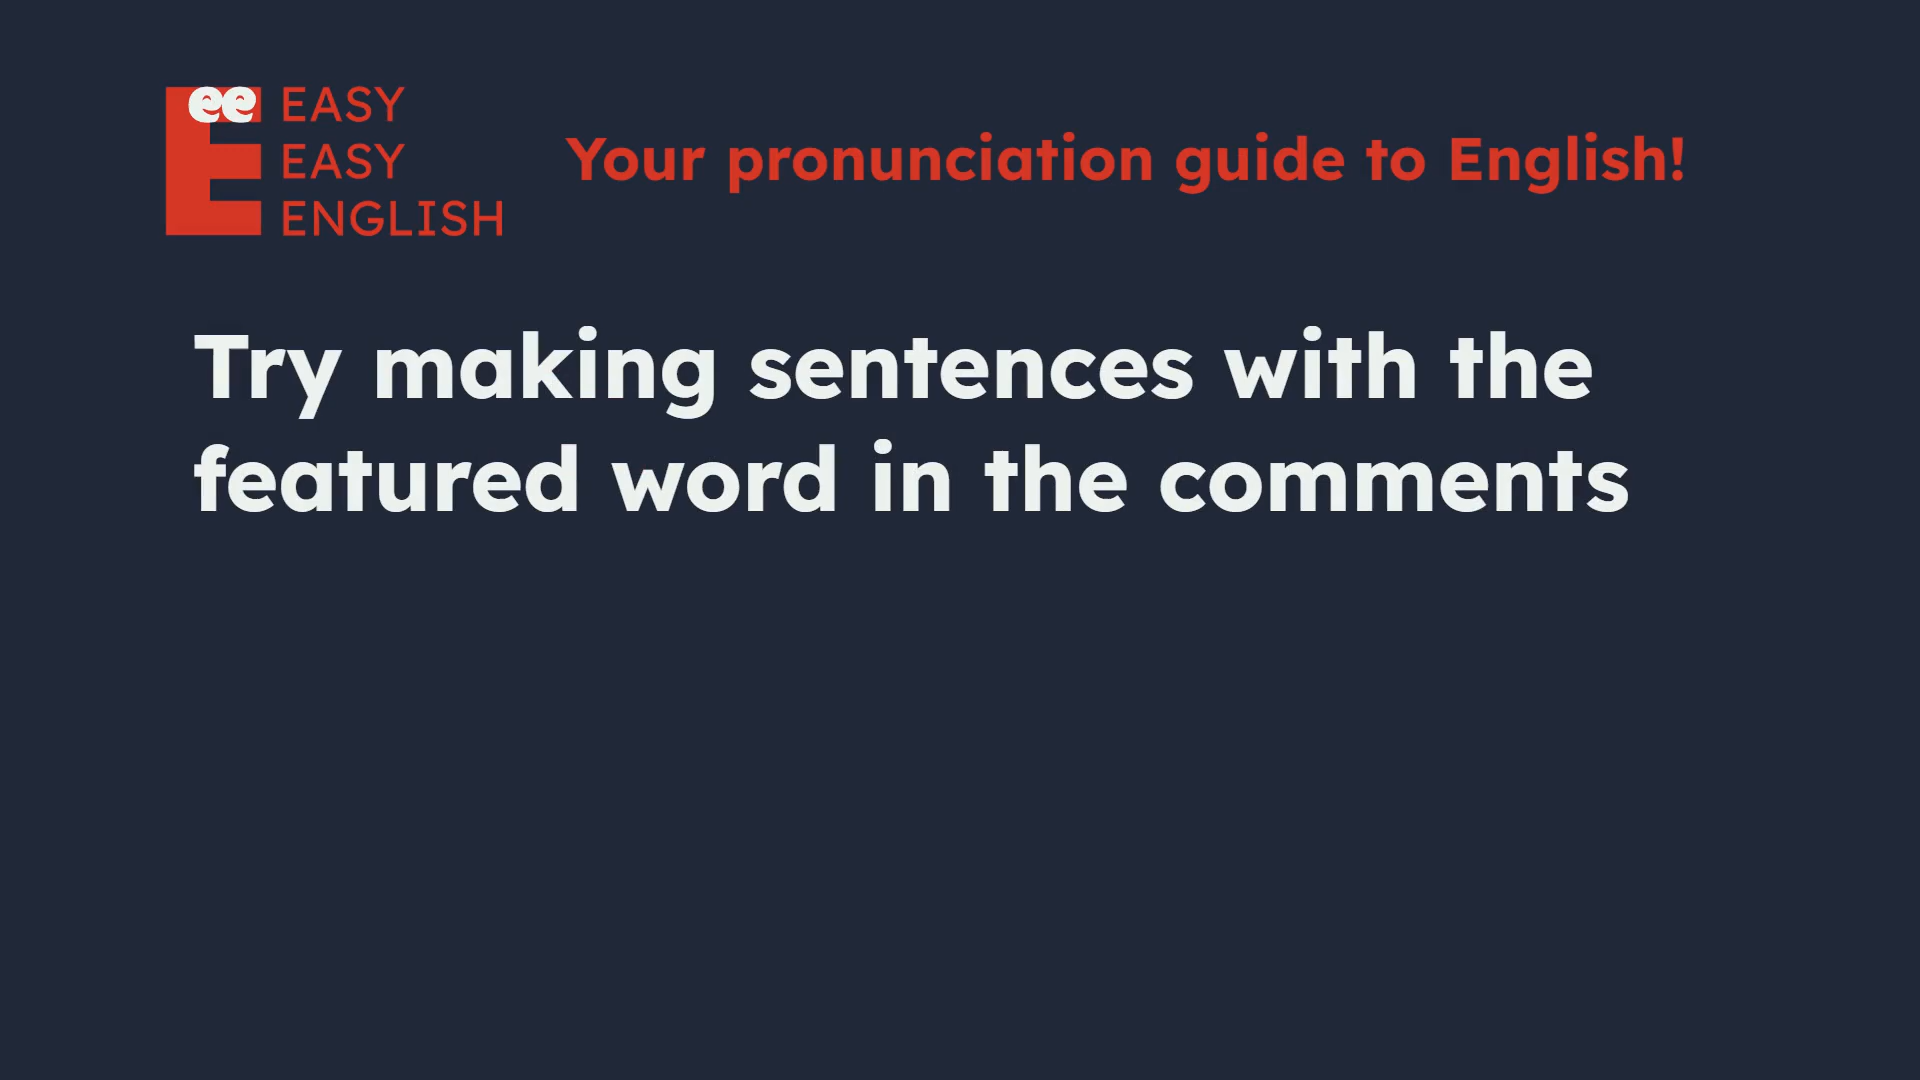 ee
EASY
EASY
ENGLISH
Your pronunciation guide to English!
Try making sentences with the
featured word in the comments